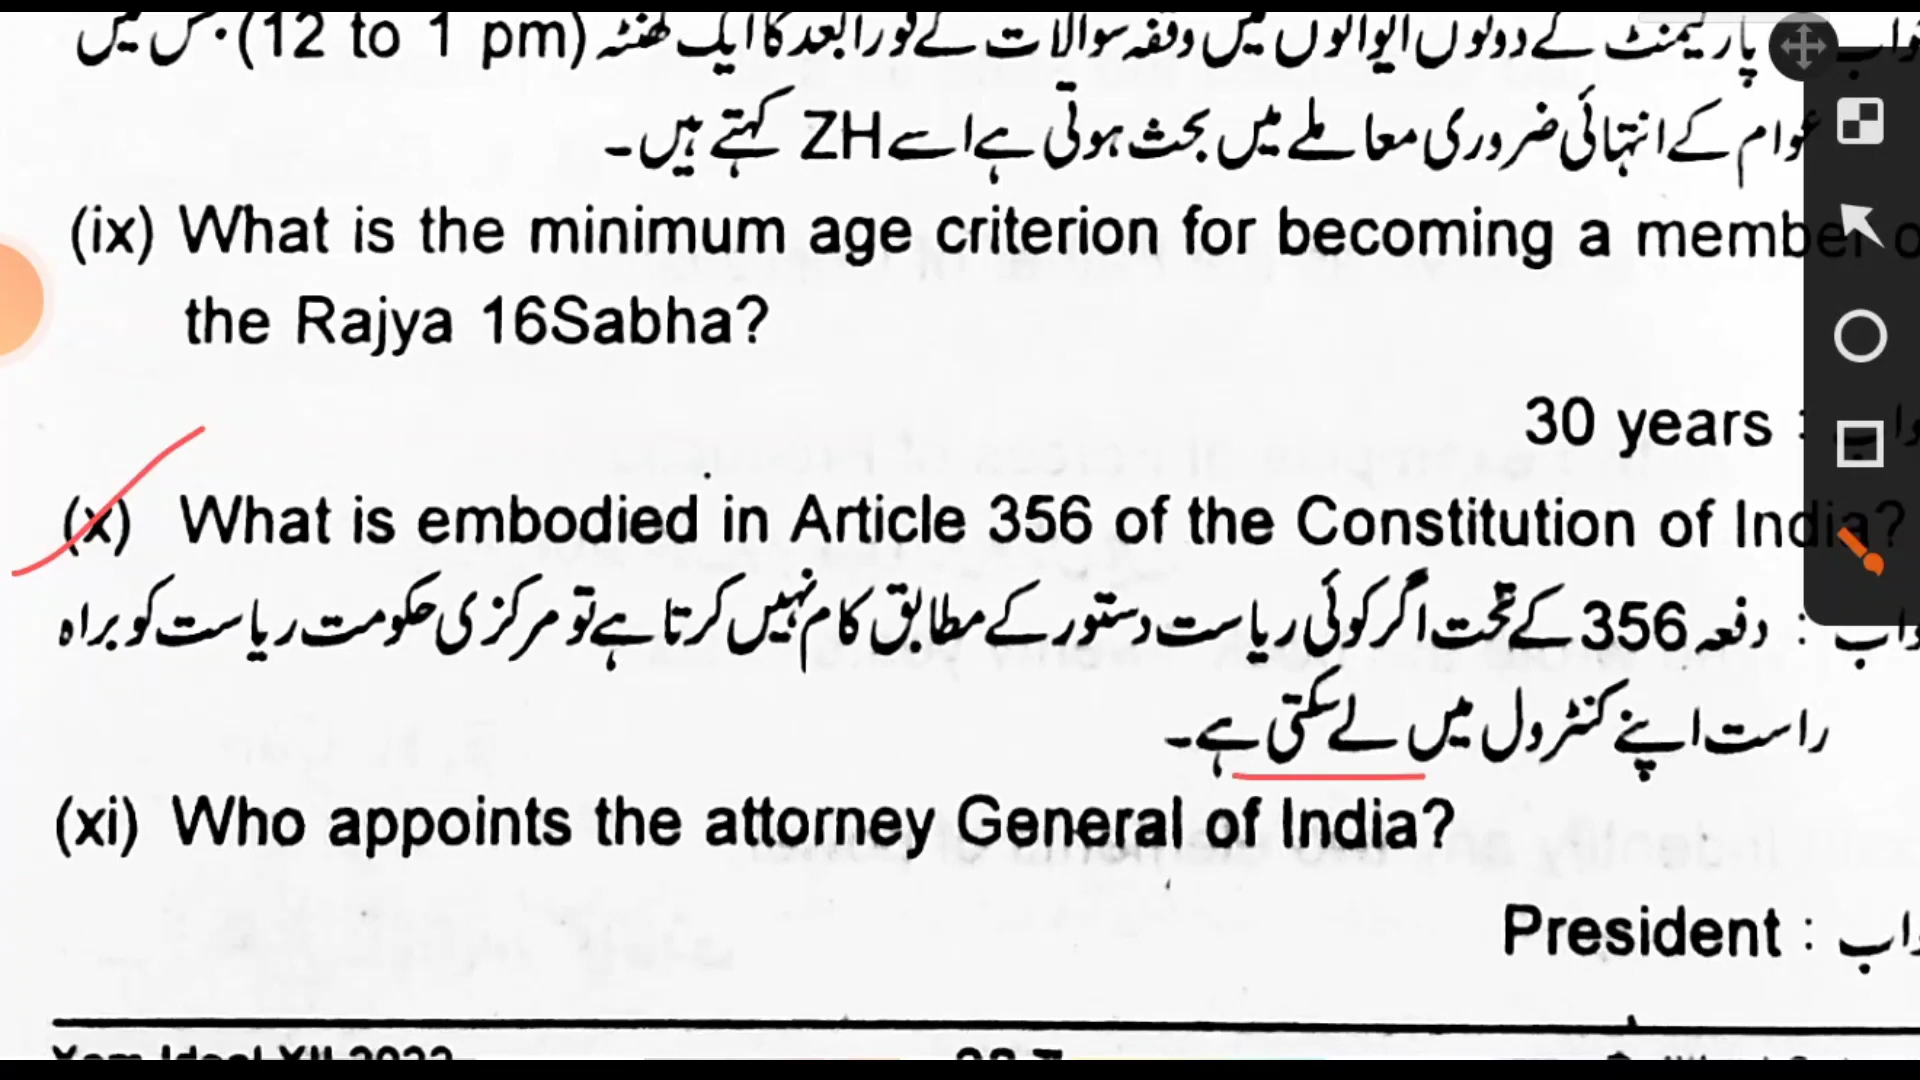 پارلیمنٹ کے دونوں ایوانوں میں وقفہ سوالات کے فوراً بعد کا ایک گھنٹہ (12 to 1 pm) جس میں
عوام کے انتہائی ضروری معاملے میں بحث ہوتی ہے اسے ZH کہتے ہیں۔
(ix) What is the minimum age criterion for becoming a member
the Rajya 16Sabha?
30 years :
(x) What is embodied in Article 356 of the Constitution of India?
: دفعہ 356 کے تحت اگر کوئی ریاست دستور کے مطابق کام نہیں کرتا ہے تو مرکزی حکومت ریاست کو براہ
راست اپنے کنٹرول میں لے سکتی ہے۔
(xi) Who appoints the attorney General of India?
President :